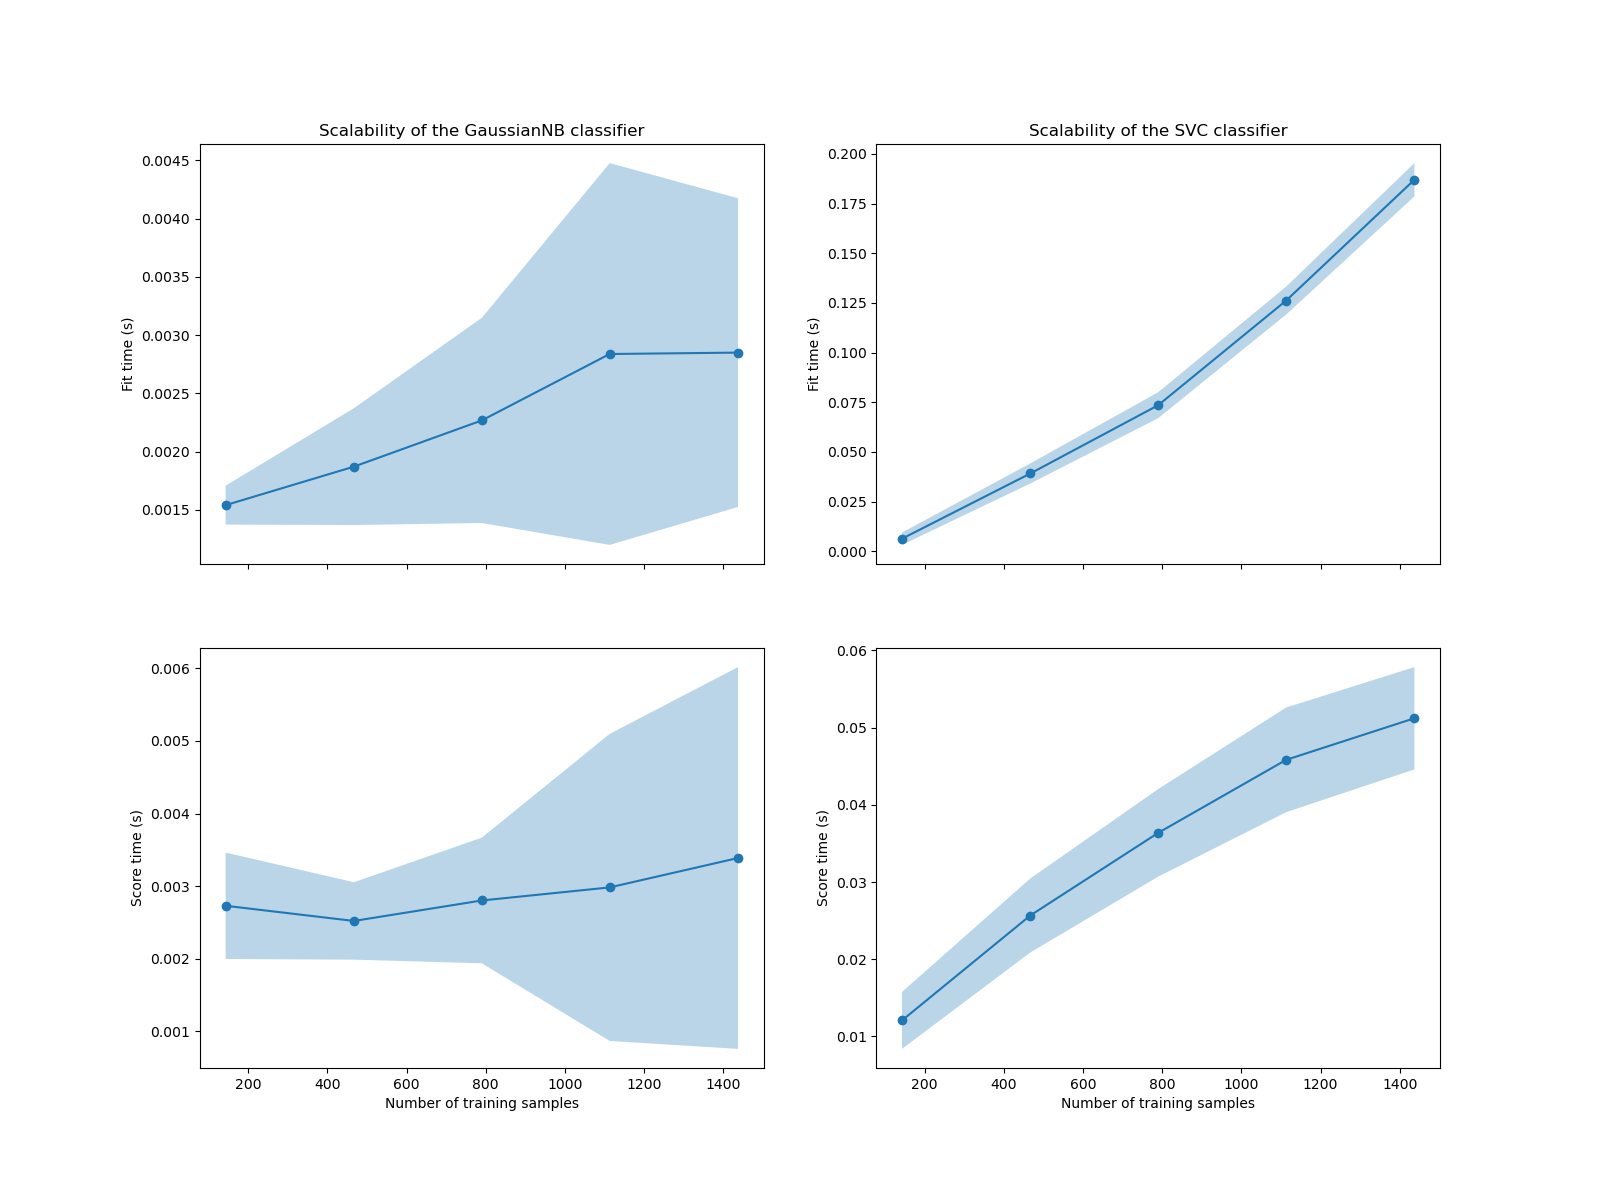 Scalability of the GaussianNB classifier
Fit time (s)
0.0045
0.0040
0.0035
0.0030
0.0025
0.0020
0.0015
Scalability of the SVC classifier
Fit time (s)
0.200
0.175
0.150
0.125
0.100
0.075
0.050
0.025
0.000
Score time (s)
0.006
0.005
0.004
0.003
0.002
0.001
200 400 600 800 1000 1200 1400
Number of training samples
Score time (s)
0.06
0.05
0.04
0.03
0.02
0.01
200 400 600 800 1000 1200 1400
Number of training samples